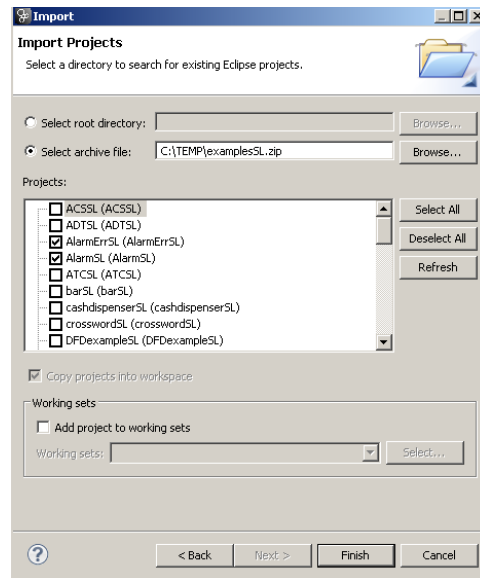 Import
Import Projects
Select a directory to search for existing Eclipse projects.
Select root directory:
Browse...
Select archive file:
C:\TEMP\examplesSL.zip
Browse...
Projects:
ACSSL (ACSSL)
ADTSL (ADTSL)
AlarmErrSL (AlarmErrSL)
AlarmSL (AlarmSL)
ATCSL (ATCSL)
barSL (barSL)
cashdispenserSL (cashdispenserSL)
crosswordSL (crosswordSL)
DFDexampleSL (DFDexampleSL)
Select All
Deselect All
Refresh
Copy projects into workspace
Working sets
Add project to working sets
Working sets:
Select...
?
< Back
Next >
Finish
Cancel